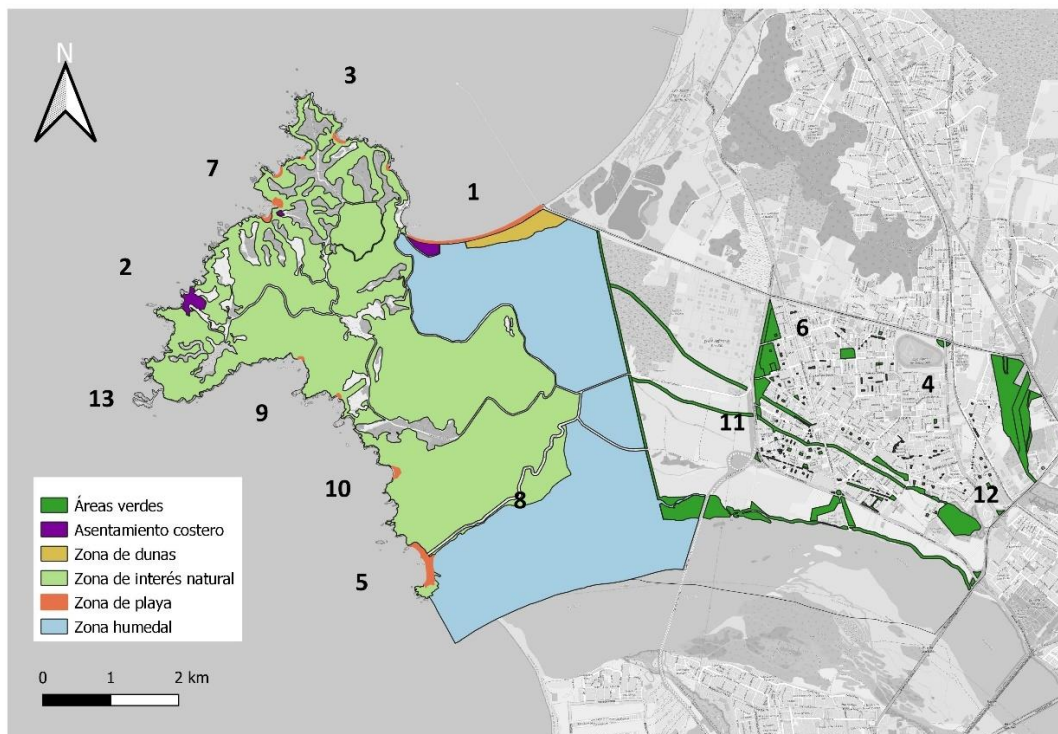 N
3
7
1
2
6
4
13
9
11
10
8
12
5
Áreas verdes
Asentamiento costero
Zona de dunas
Zona de interés natural
Zona de playa
Zona humedal
0 1 2 km